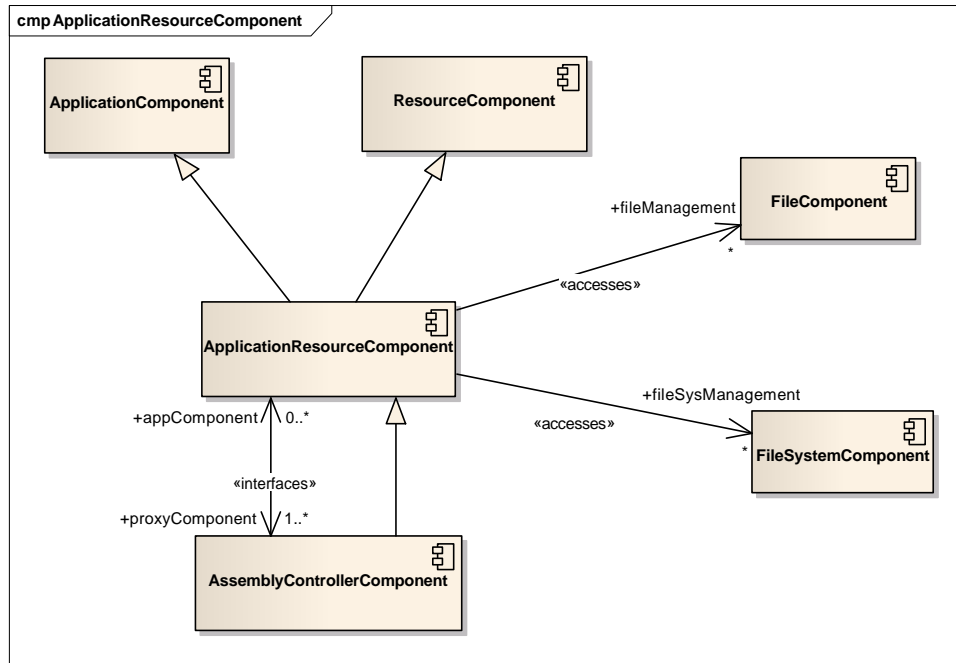 cmp ApplicationResourceComponent
ApplicationComponent
ResourceComponent
FileComponent
+fileManagement
*
«accesses»
ApplicationResourceComponent
+fileSysManagement
+appComponent 0..*
«accesses»
*
FileSystemComponent
«interfaces»
+proxyComponent 1..*
AssemblyControllerComponent